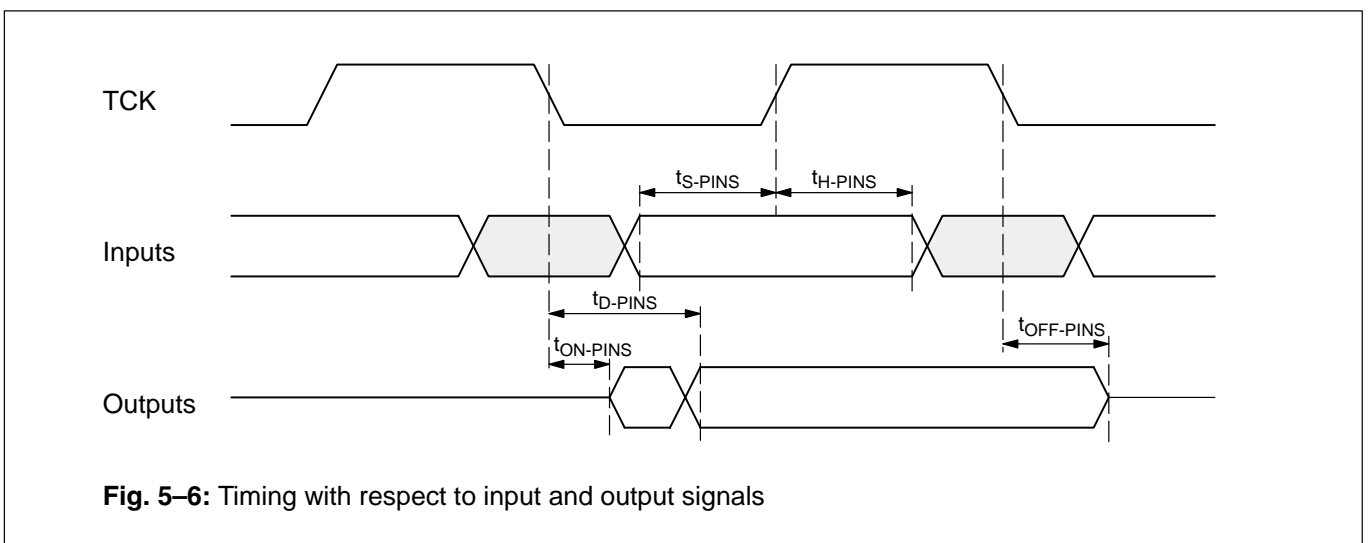 TCK
tS-PINS
tH-PINS
Inputs
tD-PINS
tOFF-PINS
tON-PINS
Outputs
Fig. 5–6: Timing with respect to input and output signals